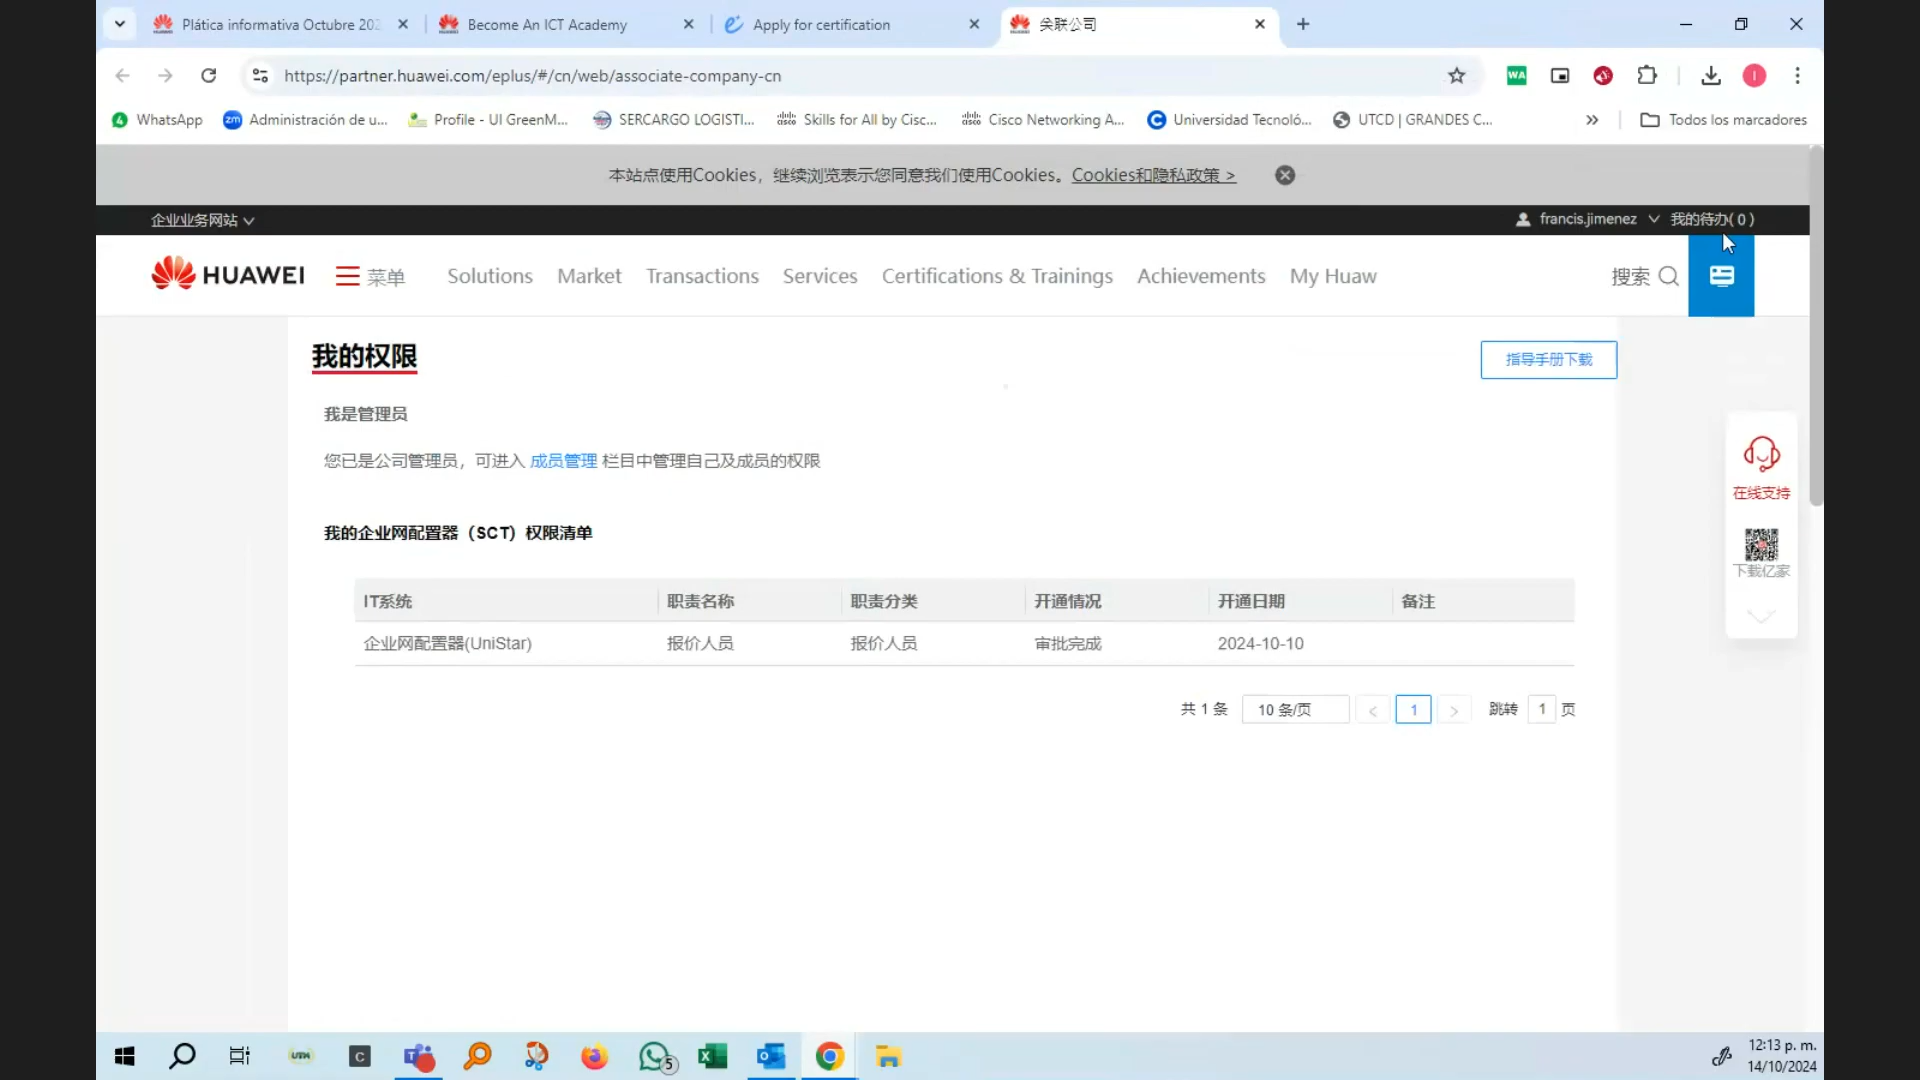 Plática informativa Octubre 202
Become An ICT Academy
Apply for certification
关联公司
https://partner.huawei.com/eplus/#/cn/web/associate-company-cn
WA
I
4 WhatsApp
zm Administración de u...
Profile - UI GreenM...
SERCARGO LOGISTI...
Skills for All by Cisc...
Cisco Networking A...
Universidad Tecnoló...
UTCD | GRANDES C...
Todos los marcadores
本站点使用Cookies，继续浏览表示您同意我们使用Cookies。 Cookies和隐私政策 >
企业业务网站
francis.jimenez
我的待办( 0 )
HUAWEI
菜单
Solutions
Market
Transactions
Services
Certifications & Trainings
Achievements
My Huaw
搜索
我的权限
指导手册下载
我是管理员
您已是公司管理员，可进入 成员管理 栏目中管理自己及成员的权限
在线支持
下载亿家
我的企业网配置器（SCT）权限清单
IT系统 职责名称 职责分类 开通情况 开通日期 备注
企业网配置器(UniStar) 报价人员 报价人员 审批完成 2024-10-10
共 1 条 10 条/页 < 1 > 跳转 1 页
UTH
C
T
5
12:13 p. m.
14/10/2024